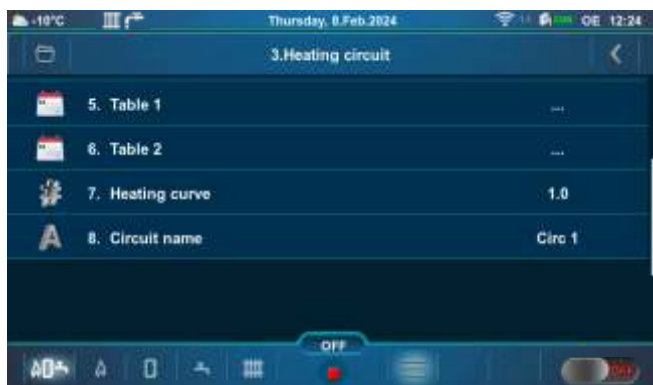 -10°C Thursday, 8.Feb.2024 OE 12:24
3.Heating circuit
5. Table 1 ...
6. Table 2 ...
7. Heating curve 1.0
8. Circuit name Circ 1
OFF